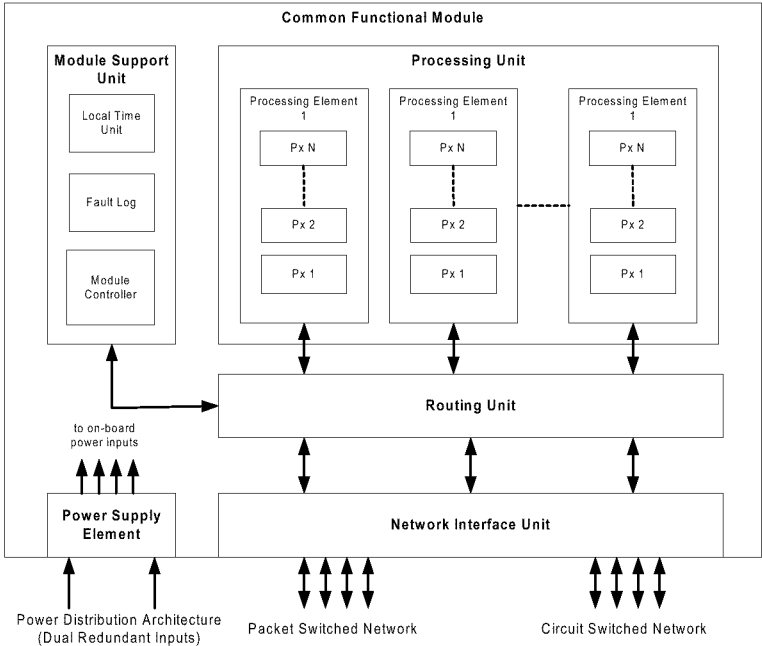 Common Functional Module
Module Support
Unit
Local Time
Unit
Fault Log
Module
Controller
Processing Unit
Processing Element
1
Px N
Px 2
Px 1
Processing Element
1
Px N
Px 2
Px 1
Processing Element
1
Px N
Px 2
Px 1
Routing Unit
to on-board
power inputs
Power Supply
Element
Network Interface Unit
Power Distribution Architecture
(Dual Redundant Inputs)
Packet Switched Network
Circuit Switched Network